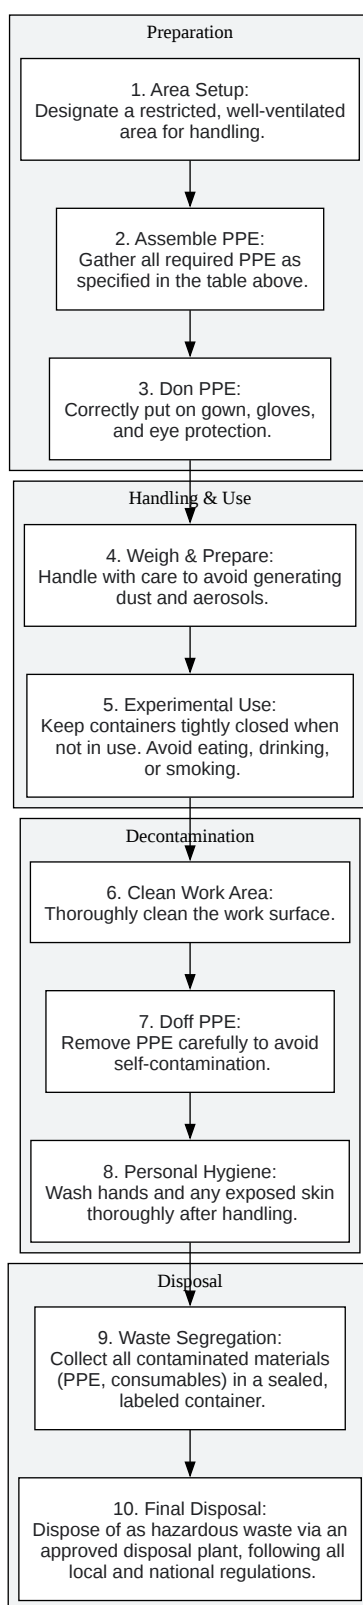 Preparation
1. Area Setup:
Designate a restricted, well-ventilated
area for handling.
2. Assemble PPE:
Gather all required PPE as
specified in the table above.
3. Don PPE:
Correctly put on gown, gloves,
and eye protection.
Handling & Use
4. Weigh & Prepare:
Handle with care to avoid generating
dust and aerosols.
5. Experimental Use:
Keep containers tightly closed when
not in use. Avoid eating, drinking,
or smoking.
Decontamination
6. Clean Work Area:
Thoroughly clean the work surface.
7. Doff PPE:
Remove PPE carefully to avoid
self-contamination.
8. Personal Hygiene:
Wash hands and any exposed skin
thoroughly after handling.
Disposal
9. Waste Segregation:
Collect all contaminated materials
(PPE, consumables) in a sealed,
labeled container.
10. Final Disposal:
Dispose of as hazardous waste via an
approved disposal plant, following all
local and national regulations.